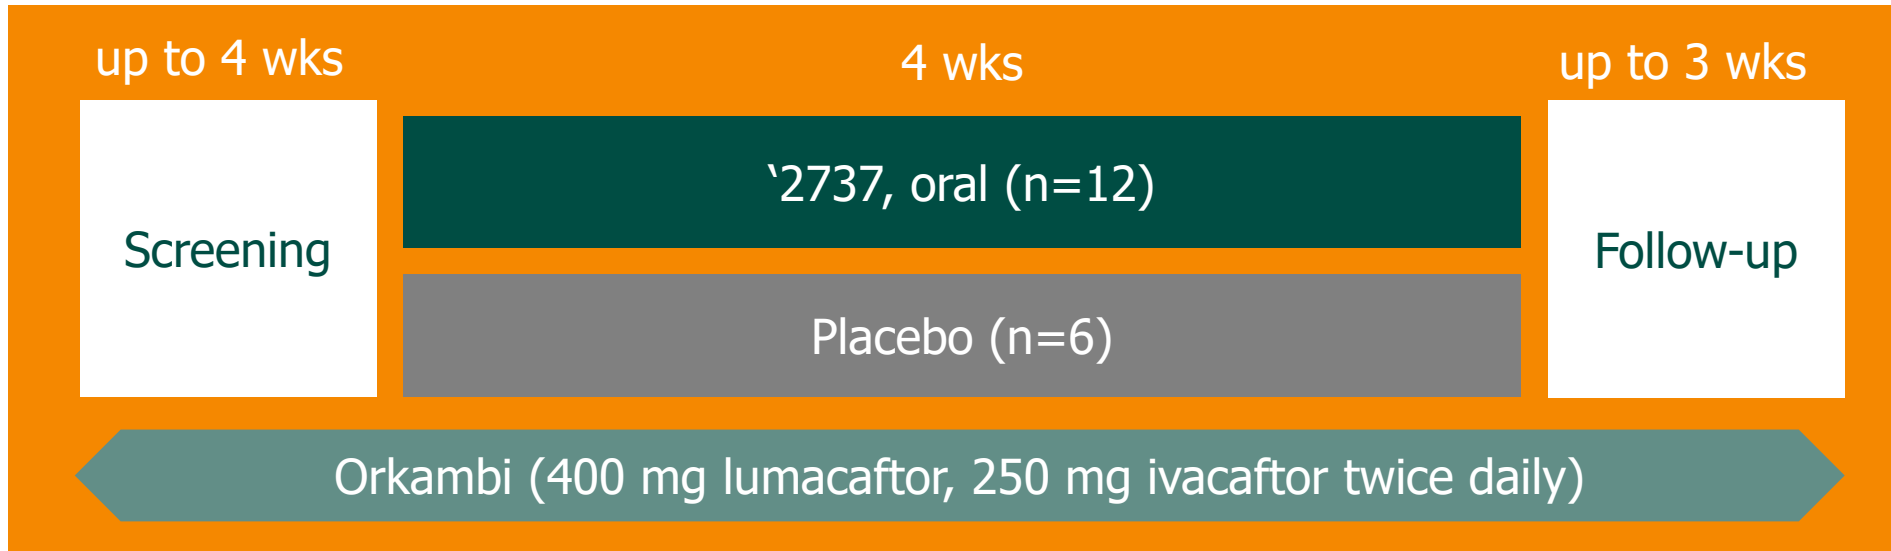 up to 4 wks
4 wks
up to 3 wks
Screening
‘2737, oral (n=12)
Placebo (n=6)
Follow-up
Orkambi (400 mg lumacaftor, 250 mg ivacaftor twice daily)